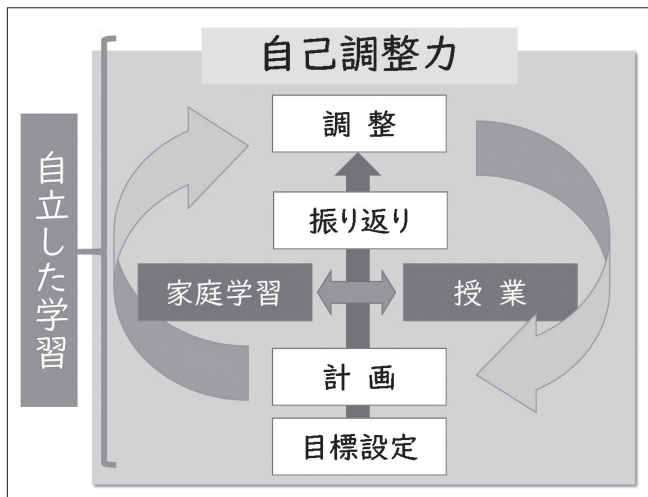 自己調整力
調整
振り返り
家庭学習
授業
計画
目標設定
自立した学習